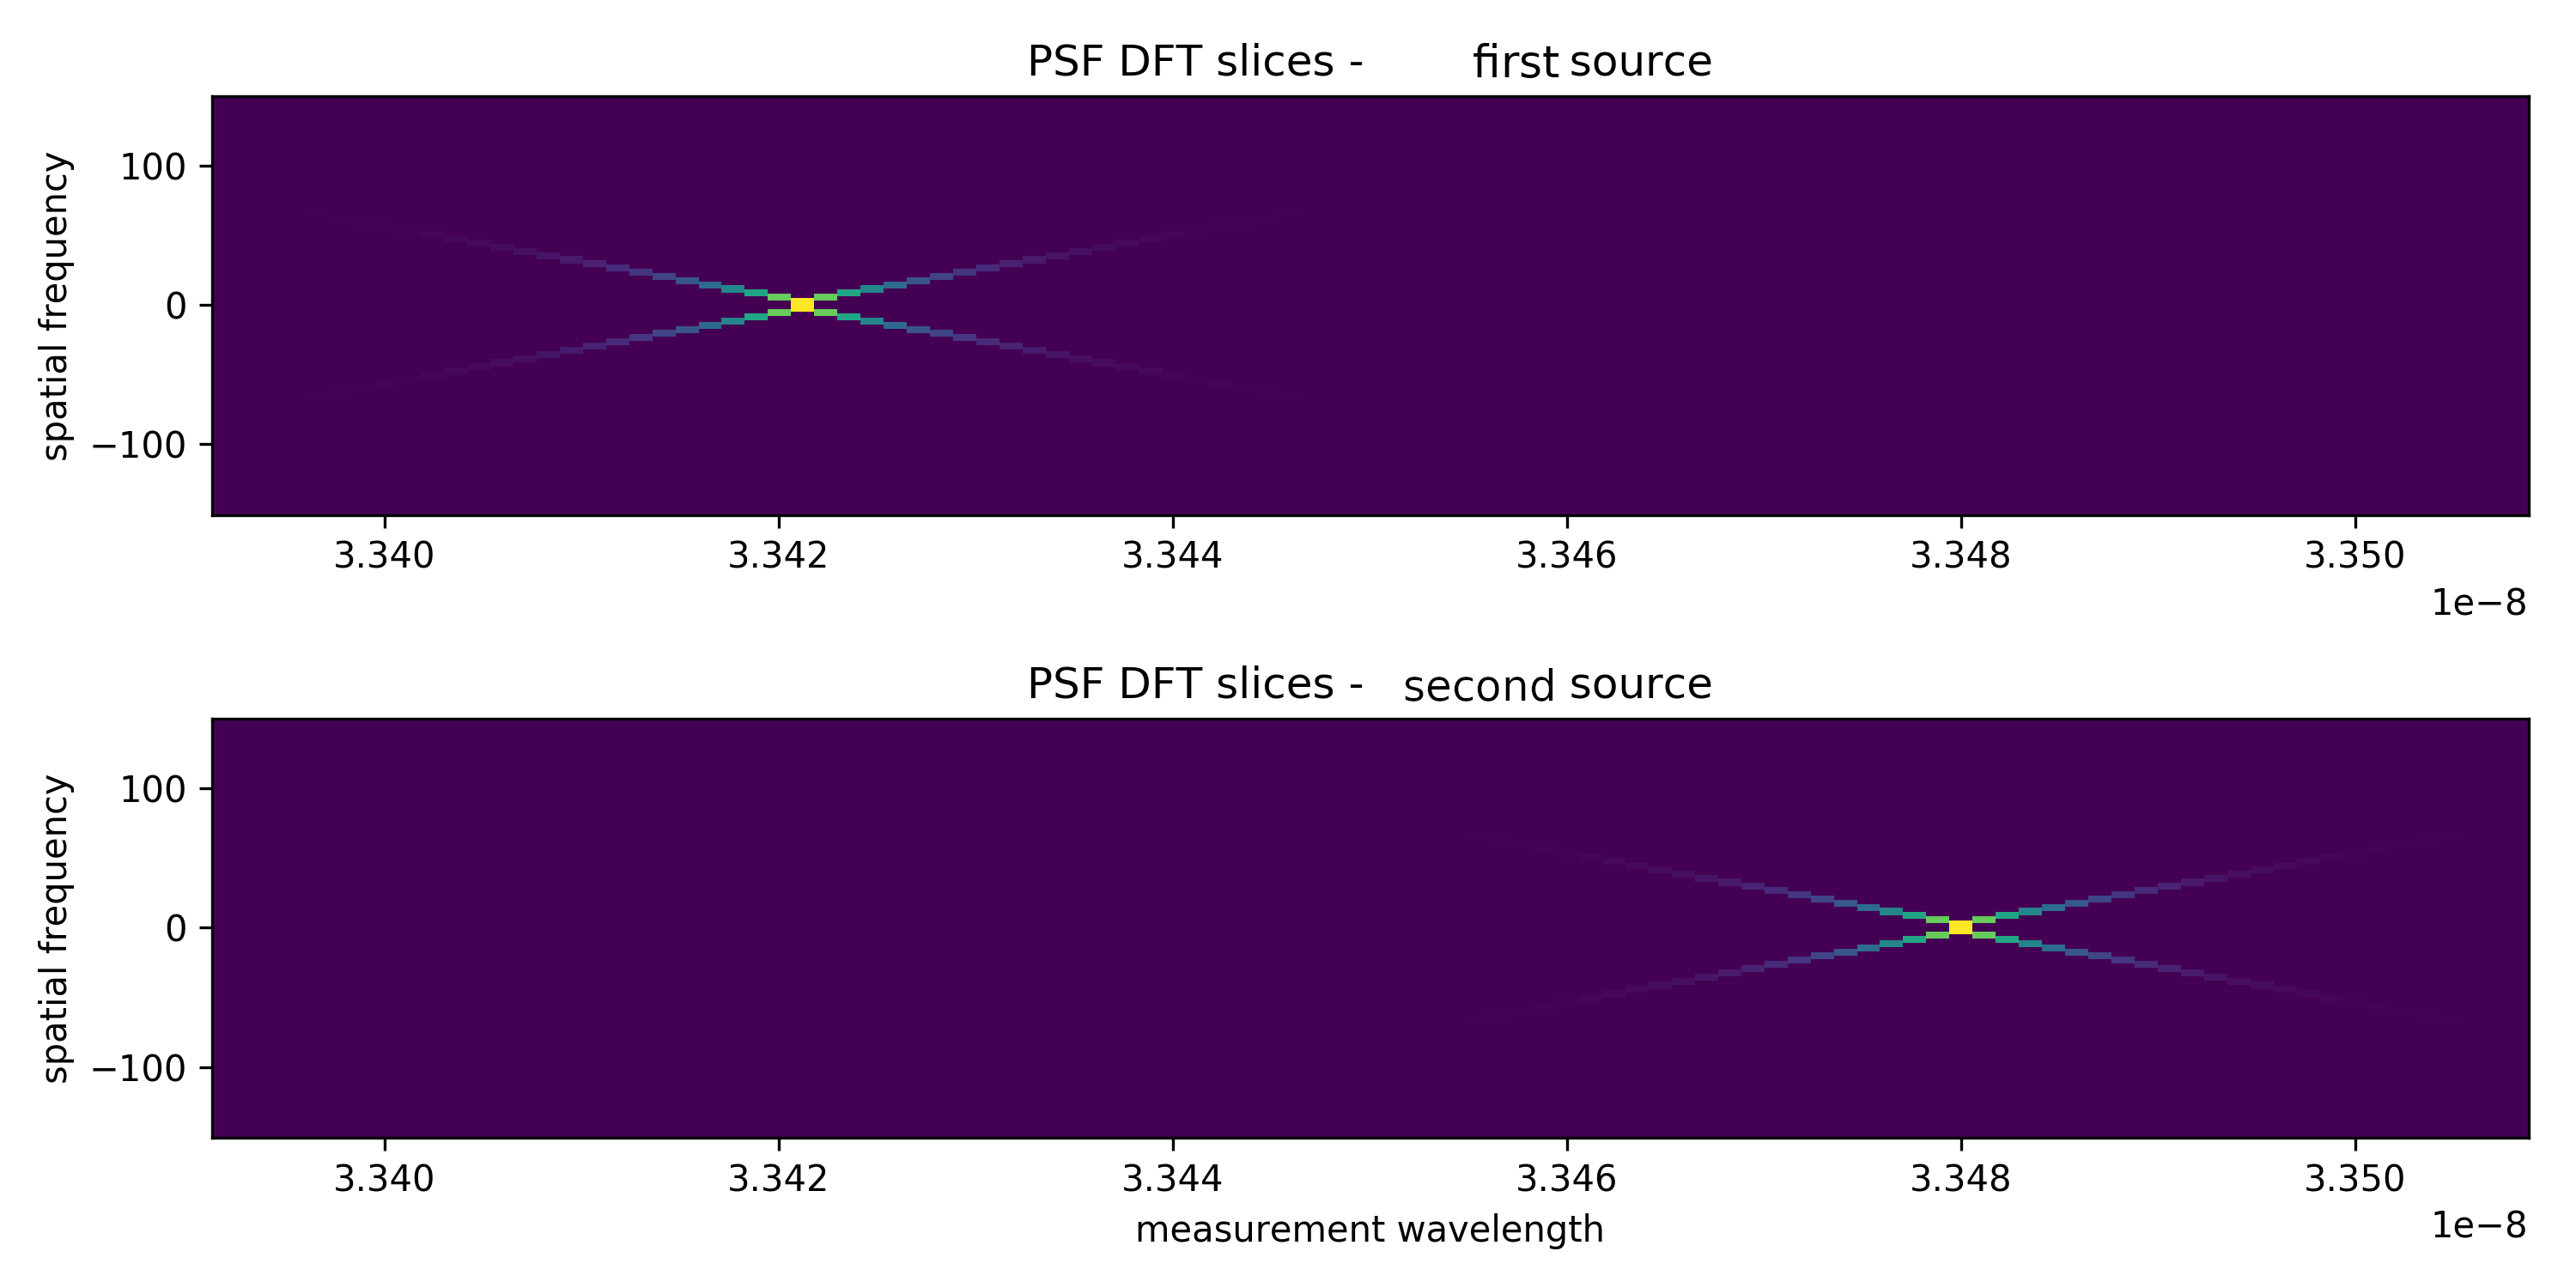 PSF DFT slices - first source
spatial frequency
100
0
−100
3.340 3.342 3.344 3.346 3.348 3.350
1e−8
PSF DFT slices - second source
spatial frequency
100
0
−100
3.340 3.342 3.344 3.346 3.348 3.350
measurement wavelength
1e−8